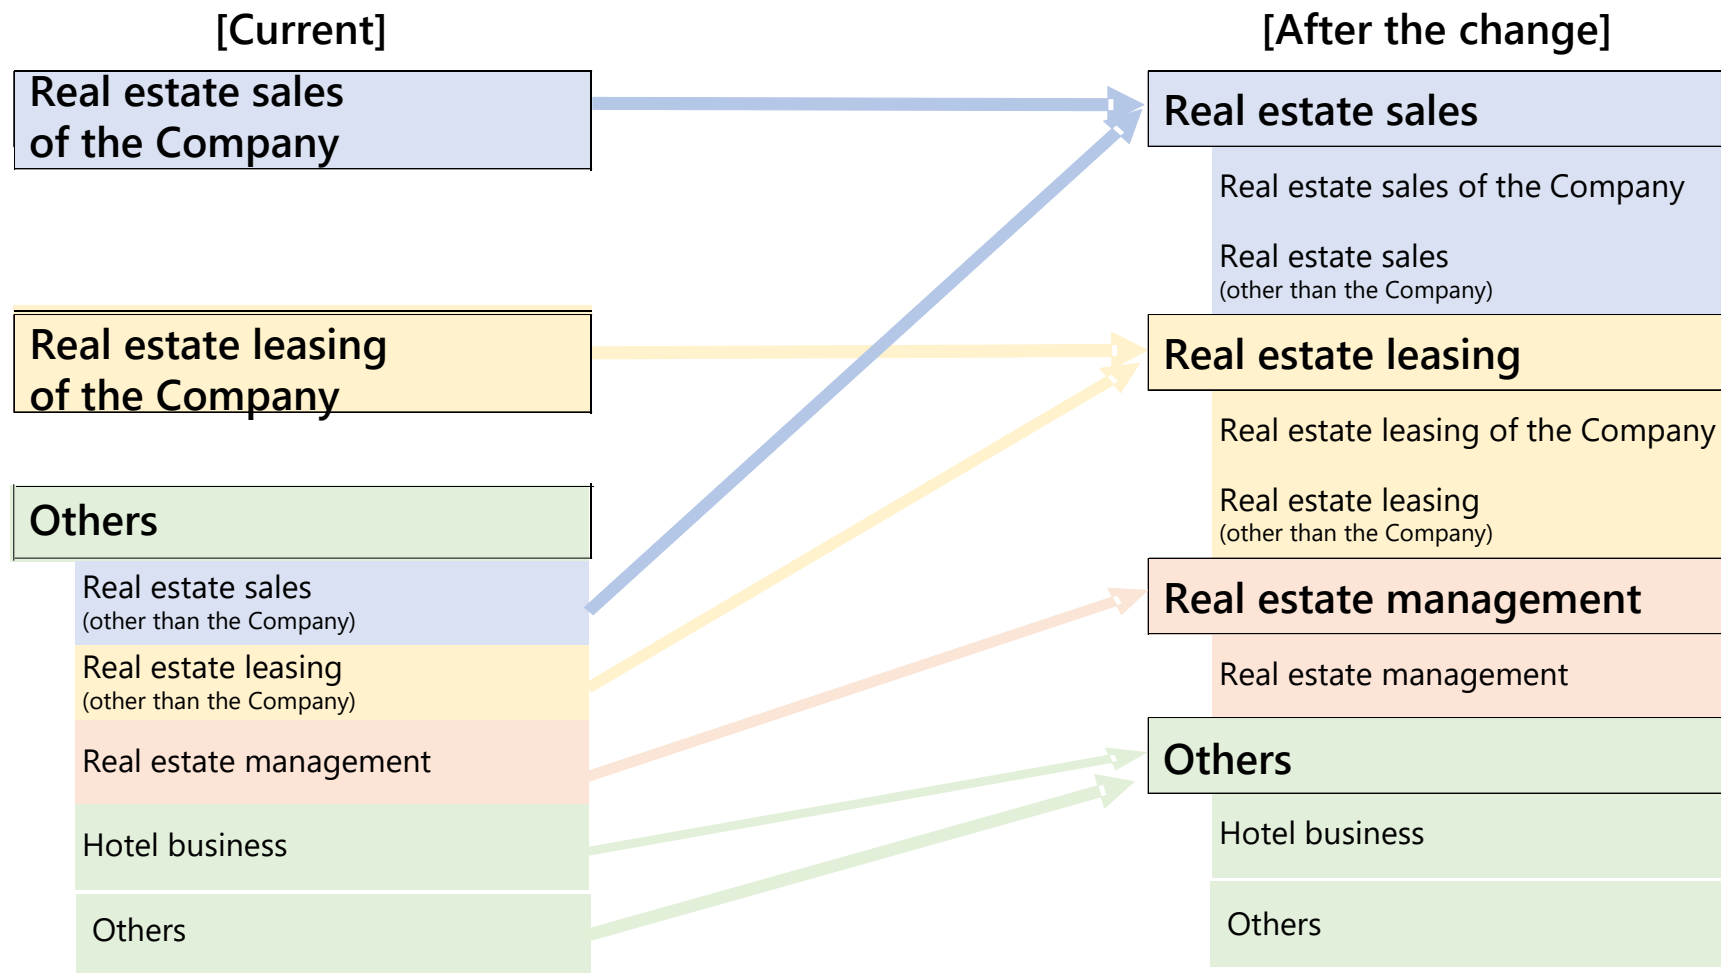 [Current]
Real estate sales
of the Company
Real estate leasing
of the Company
Others
Real estate sales
(other than the Company)
Real estate leasing
(other than the Company)
Real estate management
Hotel business
Others
[After the change]
Real estate sales
Real estate sales of the Company
Real estate sales
(other than the Company)
Real estate leasing
Real estate leasing of the Company
Real estate leasing
(other than the Company)
Real estate management
Real estate management
Others
Hotel business
Others